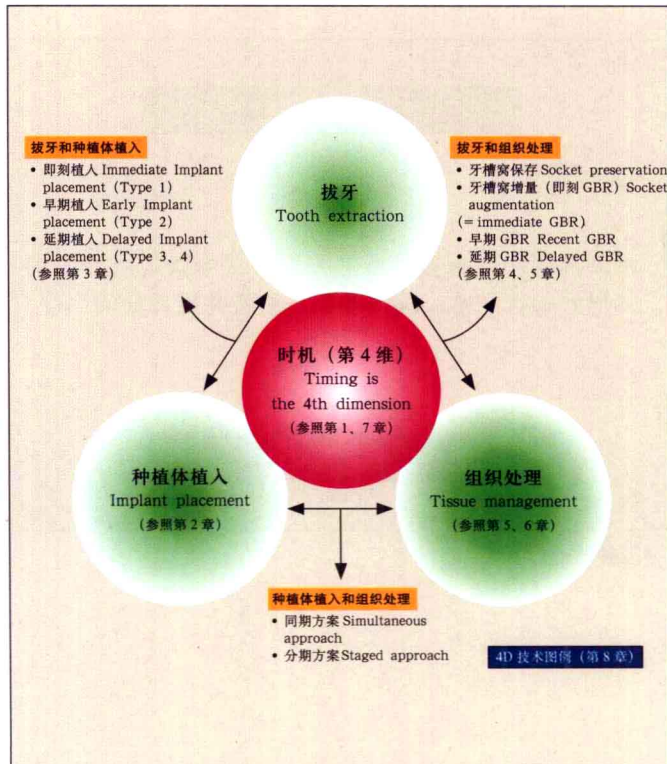 拔牙和种植体植入
• 即刻植入 Immediate Implant
placement (Type 1)
• 早期植入 Early Implant
placement (Type 2)
• 延期植入 Delayed Implant
placement (Type 3、4)
(参照第 3 章)
拔牙
Tooth extraction
拔牙和组织处理
• 牙槽窝保存 Socket preservation
• 牙槽窝增量（即刻 GBR）Socket
augmentation
(= immediate GBR)
• 早期 GBR Recent GBR
• 延期 GBR Delayed GBR
(参照第 4、5 章)
时机（第 4 维）
Timing is
the 4th dimension
(参照第 1、7 章)
种植体植入
Implant placement
(参照第 2 章)
组织处理
Tissue management
(参照第 5、6 章)
种植体植入和组织处理
• 同期方案 Simultaneous
approach
• 分期方案 Staged approach
4D 技术图例（第 8 章）